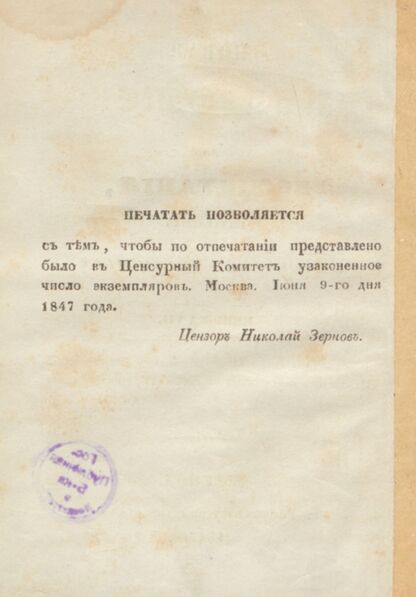 ПЕЧАТАТЬ ПОЗВОЛЯЕТСЯ
съ тѣмъ, чтобы по отпечатаніи представлено
было въ Ценсурный Комитетъ узаконенное
число экземпляровъ. Москва. Іюня 9-го дня
1847 года.
Цензоръ Николай Зерновъ.